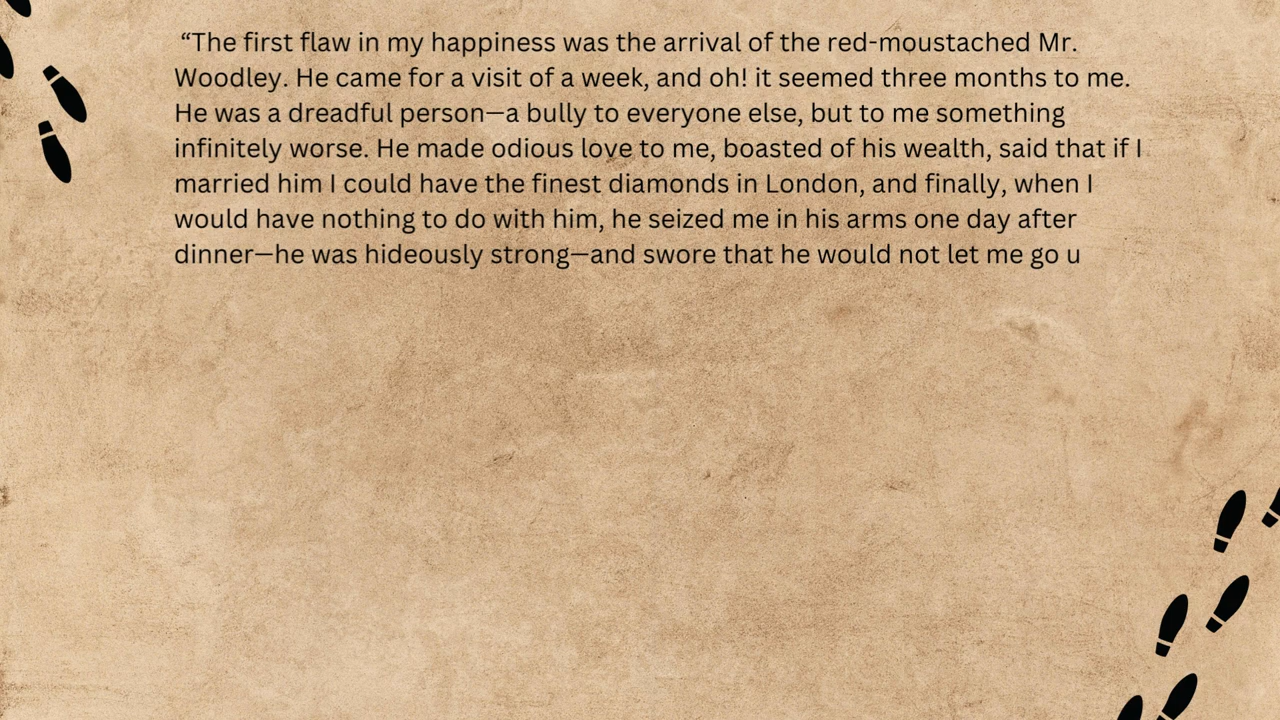 “The first flaw in my happiness was the arrival of the red-moustached Mr.
Woodley. He came for a visit of a week, and oh! it seemed three months to me.
He was a dreadful person—a bully to everyone else, but to me something
infinitely worse. He made odious love to me, boasted of his wealth, said that if I
married him I could have the finest diamonds in London, and finally, when I
would have nothing to do with him, he seized me in his arms one day after
dinner—he was hideously strong—and swore that he would not let me go u